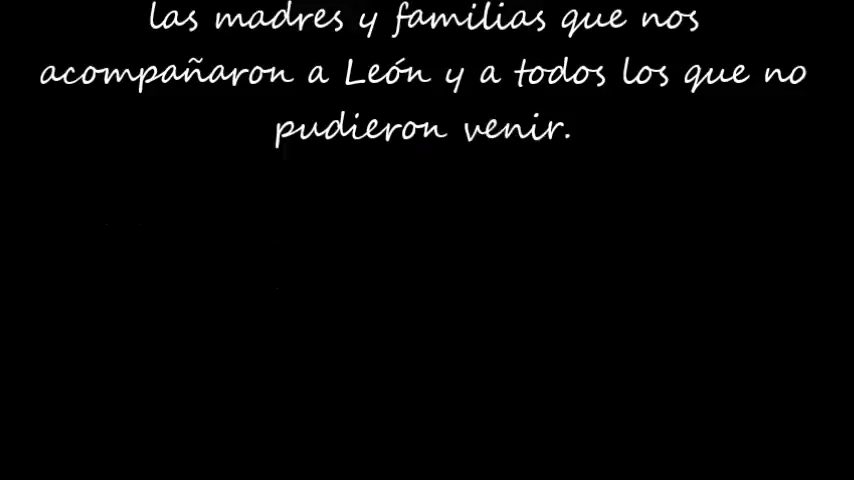 las madres y familias que nos
acompañaron a León y a todos los que no
pudieron venir.